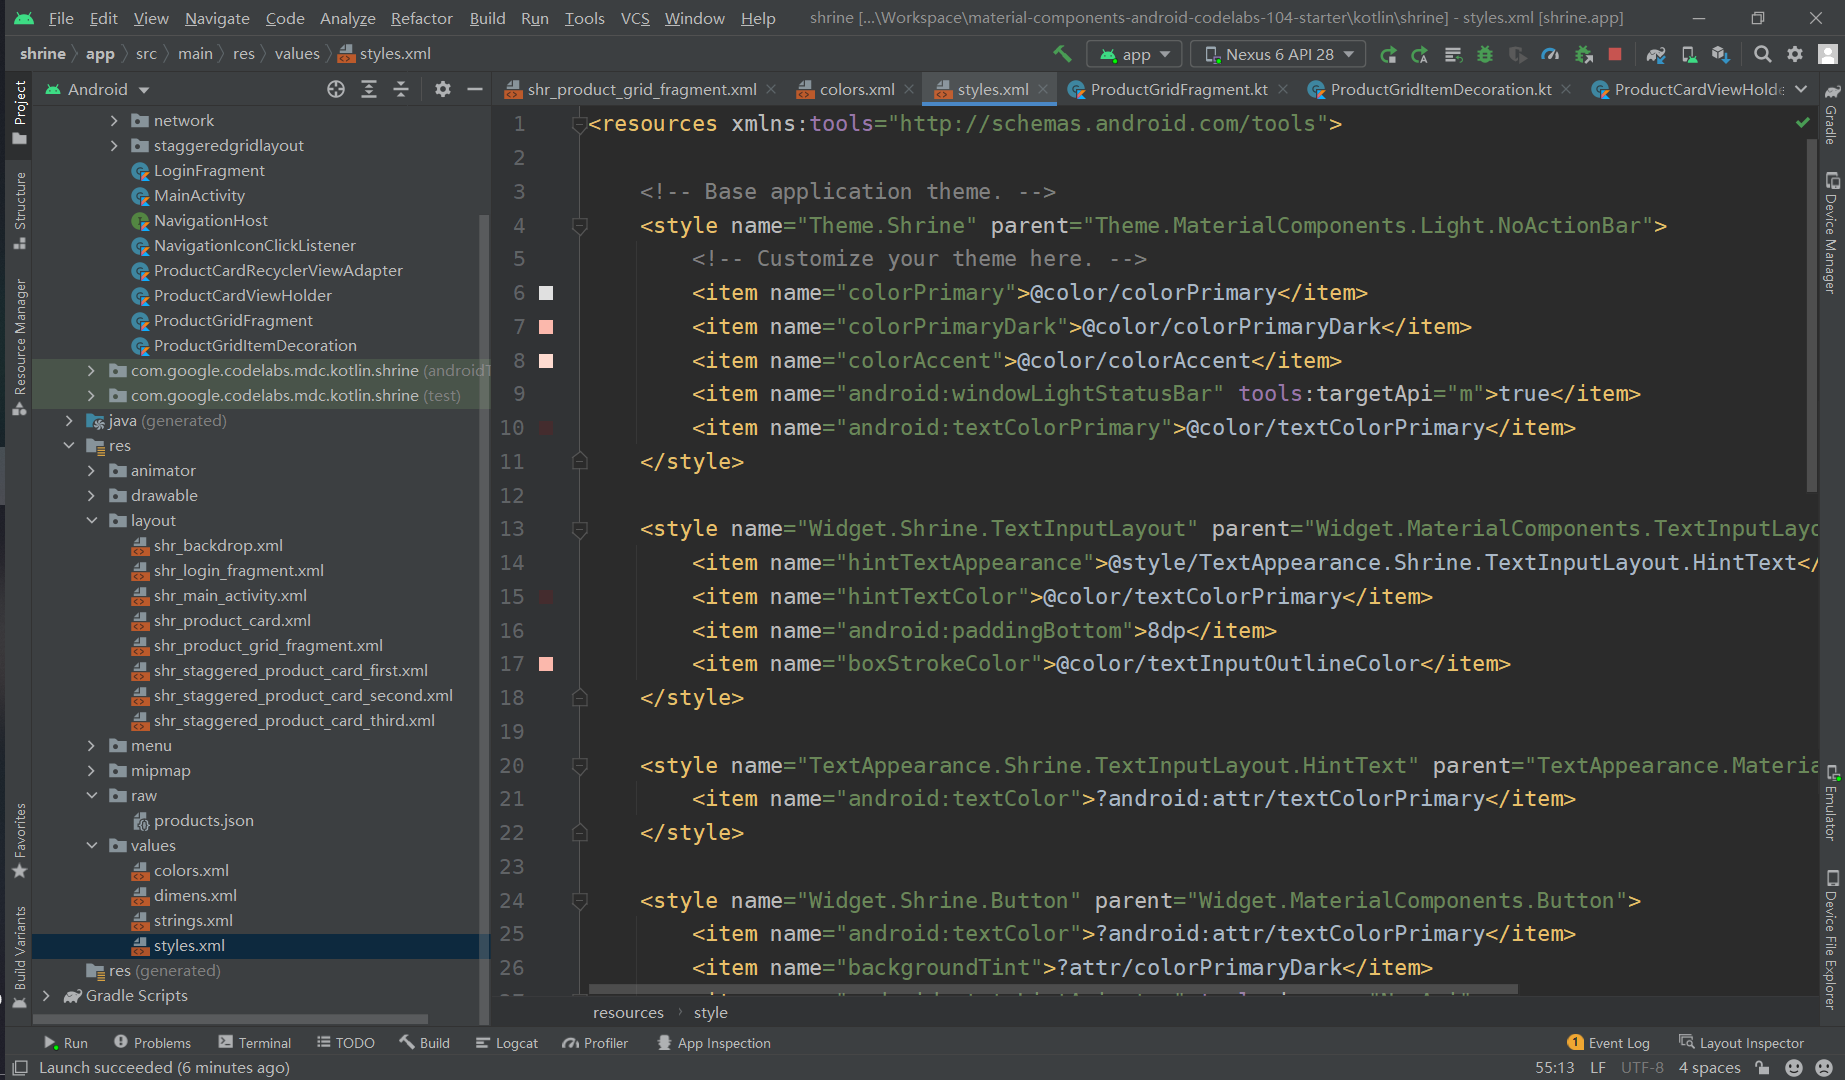 File Edit View Navigate Code Analyze Refactor Build Run Tools VCS Window Help shrine [...\Workspace\material-components-android-codelabs-104-starter\kotlin\shrine] - styles.xml [shrine.app]
shrine app src main res values styles.xml app Nexus 6 API 28
Android
shr_product_grid_fragment.xml colors.xml styles.xml ProductGridFragment.kt ProductGridItemDecoration.kt ProductCardViewHolde
Project
Structure
Resource Manager
Favorites
Build Variants
network
staggeredgridlayout
LoginFragment
MainActivity
NavigationHost
NavigationIconClickListener
ProductCardRecyclerViewAdapter
ProductCardViewHolder
ProductGridFragment
ProductGridItemDecoration
com.google.codelabs.mdc.kotlin.shrine (androidT
com.google.codelabs.mdc.kotlin.shrine (test)
java (generated)
res
animator
drawable
layout
shr_backdrop.xml
shr_login_fragment.xml
shr_main_activity.xml
shr_product_card.xml
shr_product_grid_fragment.xml
shr_staggered_product_card_first.xml
shr_staggered_product_card_second.xml
shr_staggered_product_card_third.xml
menu
mipmap
raw
products.json
values
colors.xml
dimens.xml
strings.xml
styles.xml
res (generated)
Gradle Scripts
1 <resources xmlns:tools="http://schemas.android.com/tools">
2
3 <!-- Base application theme. -->
4 <style name="Theme.Shrine" parent="Theme.MaterialComponents.Light.NoActionBar">
5 <!-- Customize your theme here. -->
6 <item name="colorPrimary">@color/colorPrimary</item>
7 <item name="colorPrimaryDark">@color/colorPrimaryDark</item>
8 <item name="colorAccent">@color/colorAccent</item>
9 <item name="android:windowLightStatusBar" tools:targetApi="m">true</item>
10 <item name="android:textColorPrimary">@color/textColorPrimary</item>
11 </style>
12
13 <style name="Widget.Shrine.TextInputLayout" parent="Widget.MaterialComponents.TextInputLayo
14 <item name="hintTextAppearance">@style/TextAppearance.Shrine.TextInputLayout.HintText</
15 <item name="hintTextColor">@color/textColorPrimary</item>
16 <item name="android:paddingBottom">8dp</item>
17 <item name="boxStrokeColor">@color/textInputOutlineColor</item>
18 </style>
19
20 <style name="TextAppearance.Shrine.TextInputLayout.HintText" parent="TextAppearance.Materia
21 <item name="android:textColor">?android:attr/textColorPrimary</item>
22 </style>
23
24 <style name="Widget.Shrine.Button" parent="Widget.MaterialComponents.Button">
25 <item name="android:textColor">?android:attr/textColorPrimary</item>
26 <item name="backgroundTint">?attr/colorPrimaryDark</item>
resources style
Gradle
Device Manager
Emulator
Device File Explorer
Run Problems Terminal TODO Build Logcat Profiler App Inspection 1 Event Log Layout Inspector
Launch succeeded (6 minutes ago) 55:13 LF UTF-8 4 spaces